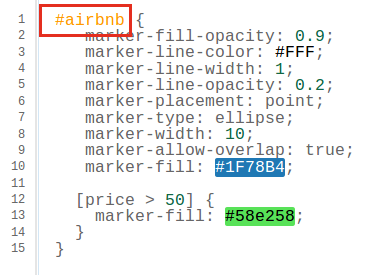 1 #airbnb {
2 marker-fill-opacity: 0.9;
3 marker-line-color: #FFF;
4 marker-line-width: 1;
5 marker-line-opacity: 0.2;
6 marker-placement: point;
7 marker-type: ellipse;
8 marker-width: 10;
9 marker-allow-overlap: true;
10 marker-fill: #1F78B4;
11
12 [price > 50] {
13 marker-fill: #58e258;
14 }
15 }